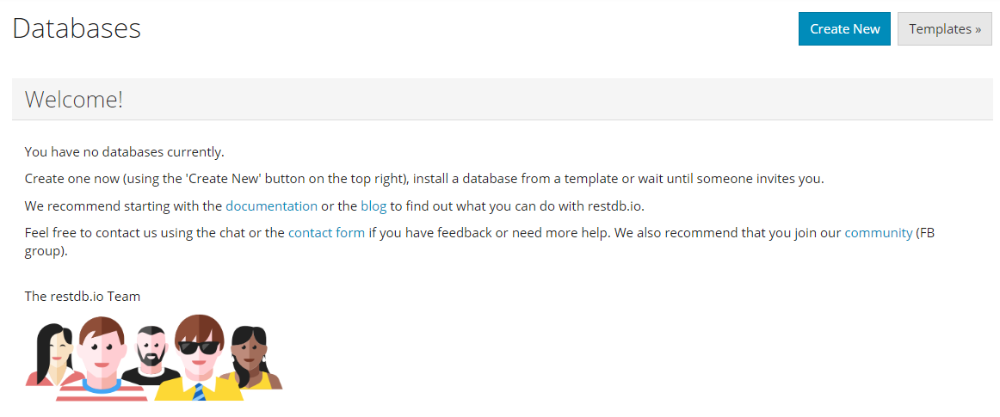 Databases
Create New
Templates »
Welcome!
You have no databases currently.
Create one now (using the 'Create New' button on the top right), install a database from a template or wait until someone invites you.
We recommend starting with the documentation or the blog to find out what you can do with restdb.io.
Feel free to contact us using the chat or the contact form if you have feedback or need more help. We also recommend that you join our community (FB
group).
The restdb.io Team